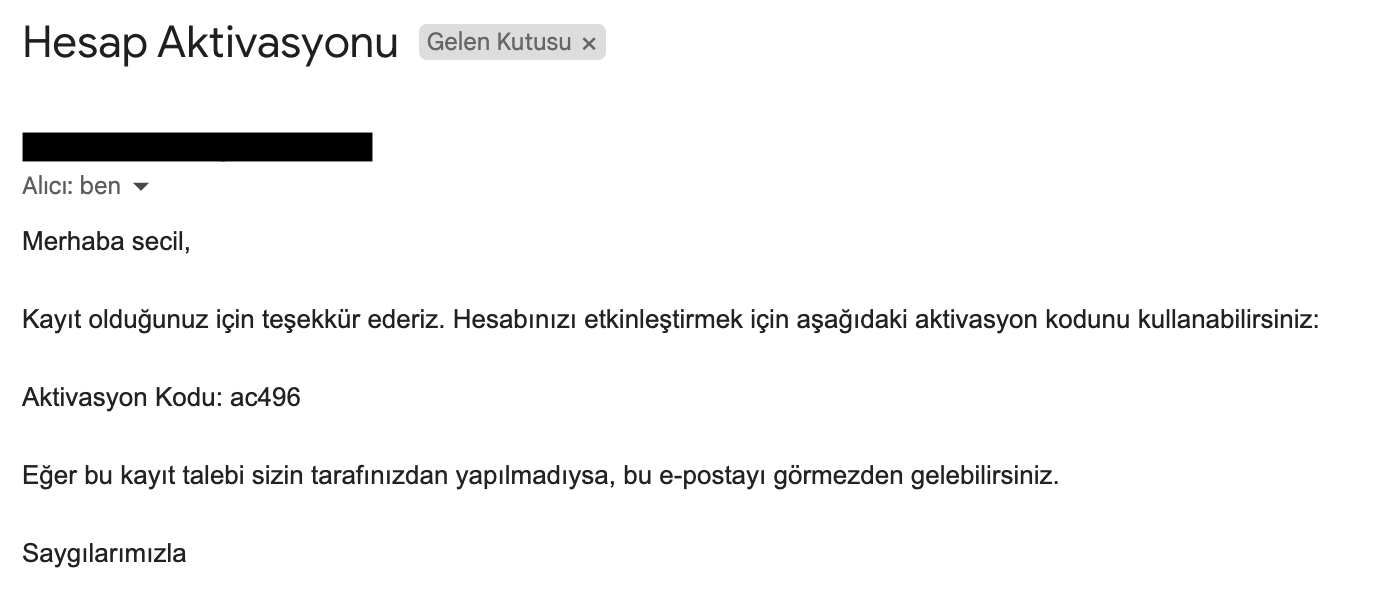 Hesap Aktivasyonu Gelen Kutusu ×
Alıcı: ben
Merhaba secil,
Kayıt olduğunuz için teşekkür ederiz. Hesabınızı etkinleştirmek için aşağıdaki aktivasyon kodunu kullanabilirsiniz:
Aktivasyon Kodu: ac496
Eğer bu kayıt talebi sizin tarafınızdan yapılmadıysa, bu e-postayı görmezden gelebilirsiniz.
Saygılarımızla